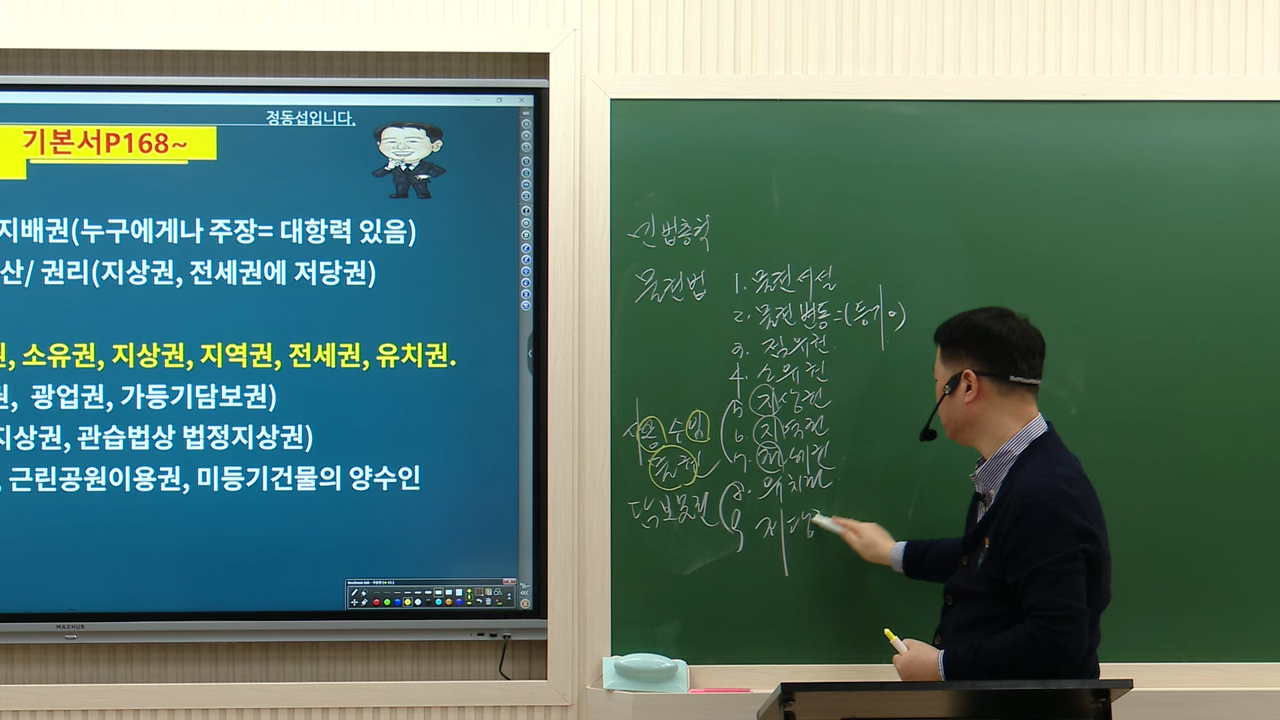 정동섭입니다.
기본서P168~
지배권(누구에게나 주장= 대항력 있음)
산/ 권리(지상권, 전세권에 저당권)
, 소유권, 지상권, 지역권, 전세권, 유치권.
, 광업권, 가등기담보권)
지상권, 관습법상 법정지상권)
, 근린공원이용권, 미등기건물의 양수인
MAXHUB
민법총칙
물권법
1. 물권서설
2. 물권변동=(등기이)
3. 점유권
4. 소유권
5. 지상권
6. 지역권
7. 전세권
8. 유치권
9. 저당
용수익
물권
담보물권